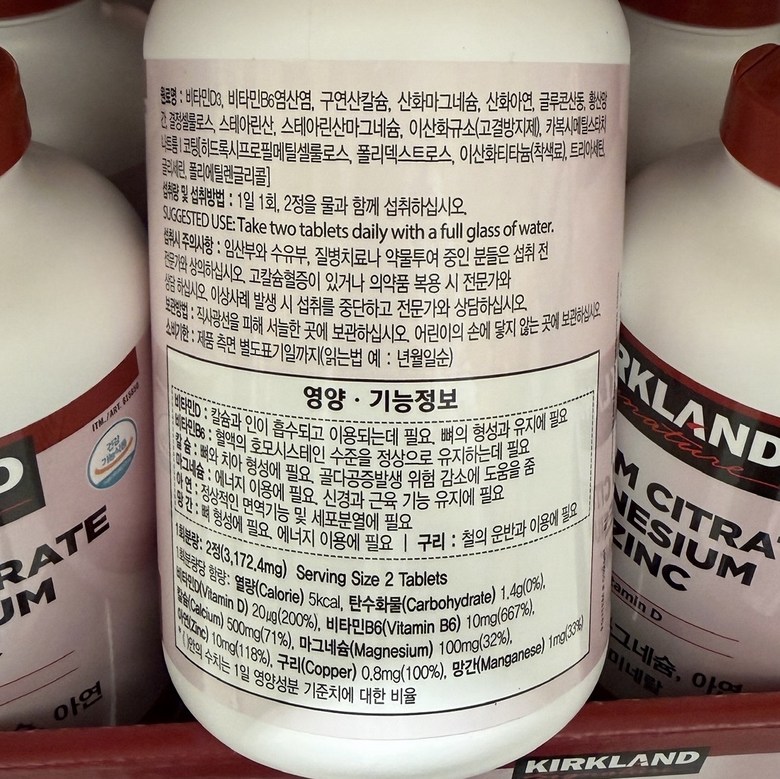 원료명 : 비타민D3, 비타민B6염산염, 구연산칼슘, 산화마그네슘, 산화아연, 글루콘산동, 황산망
간, 결정셀룰로스, 스테아린산, 스테아린산마그네슘, 이산화규소(고결방지제), 카복시메틸스타치
나트륨 | 코팅[히드록시프로필메틸셀룰로스, 폴리덱스트로스, 이산화티타늄(착색료), 트리아세틴,
글리세린, 폴리에틸렌글리콜]
섭취량 및 섭취방법 : 1일 1회, 2정을 물과 함께 섭취하십시오.
SUGGESTED USE: Take two tablets daily with a full glass of water.
섭취시 주의사항 : 임산부와 수유부, 질병치료나 약물투여 중인 분들은 섭취 전
전문가와 상의하십시오. 고칼슘혈증이 있거나 의약품 복용 시 전문가와
상담 하십시오. 이상사례 발생 시 섭취를 중단하고 전문가와 상담하십시오.
보관방법 : 직사광선을 피해 서늘한 곳에 보관하십시오. 어린이의 손에 닿지 않는 곳에 보관하십시오.
소비기한 : 제품 측면 별도표기일까지(읽는법 예 : 년월일순)
영양 · 기능정보
비타민D : 칼슘과 인이 흡수되고 이용되는데 필요, 뼈의 형성과 유지에 필요
비타민B6 : 혈액의 호모시스테인 수준을 정상으로 유지하는데 필요
칼슘 : 뼈와 치아 형성에 필요, 골다공증발생 위험 감소에 도움을 줌
마그네슘 : 에너지 이용에 필요, 신경과 근육 기능 유지에 필요
아연 : 정상적인 면역기능 및 세포분열에 필요
망간 : 뼈 형성에 필요, 에너지 이용에 필요 | 구리 : 철의 운반과 이용에 필요
1회분량: 2정(3,172.4mg) Serving Size 2 Tablets
1회분량당 함량: 열량(Calorie) 5kcal, 탄수화물(Carbohydrate) 1.4g(0%),
비타민D(Vitamin D) 20㎍(200%), 비타민B6(Vitamin B6) 10mg(667%),
칼슘(Calcium) 500mg(71%), 마그네슘(Magnesium) 100mg(32%),
아연(Zinc) 10mg(118%), 구리(Copper) 0.8mg(100%), 망간(Manganese) 1mg(33%)
* ( )안의 수치는 1일 영양성분 기준치에 대한 비율
ITM./ART.
건강
기능식품
D
RATE
UM
슘, 아연
RKLAND
Signature
M CITRA
NESIUM
ZINC
amin D
그네슘, 아연
미네랄
KIRKLAND